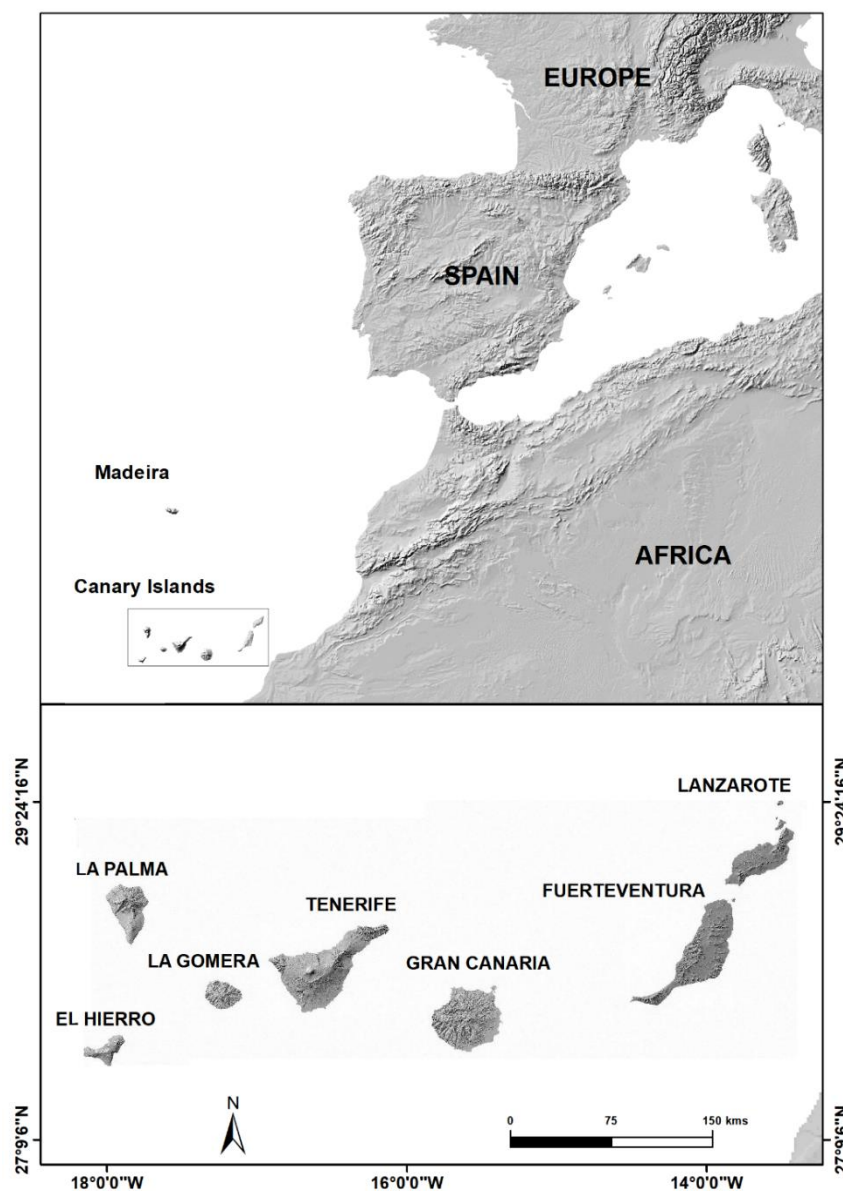 EUROPE
SPAIN
Madeira
AFRICA
Canary Islands
29°24'16"N
29°24'16"N
LANZAROTE
LA PALMA
FUERTEVENTURA
TENERIFE
LA GOMERA
GRAN CANARIA
EL HIERRO
N
0 75 150 kms
27°9'6"N
27°9'6"N
18°0'0"W 16°0'0"W 14°0'0"W